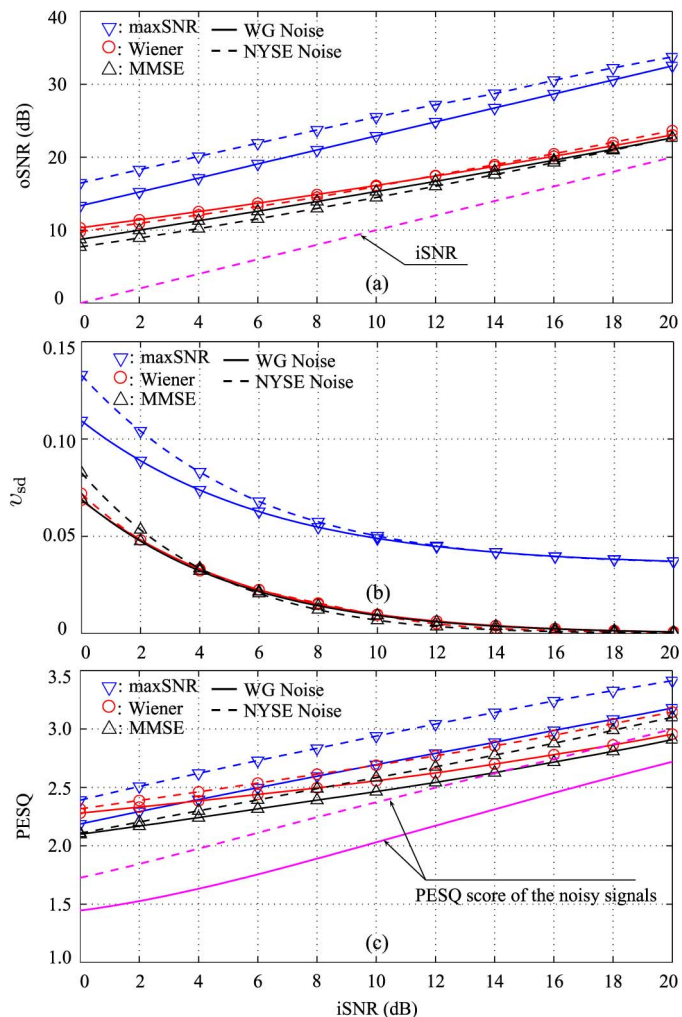 40
30
20
10
0
oSNR (dB)
: maxSNR
: Wiener
: MMSE
WG Noise
NYSE Noise
iSNR
(a)
0 2 4 6 8 10 12 14 16 18 20
0.15
0.10
0.05
0
υsd
: maxSNR
: Wiener
: MMSE
WG Noise
NYSE Noise
(b)
0 2 4 6 8 10 12 14 16 18 20
3.5
3.0
2.5
2.0
1.5
1.0
PESQ
: maxSNR
: Wiener
: MMSE
WG Noise
NYSE Noise
PESQ score of the noisy signals
(c)
0 2 4 6 8 10 12 14 16 18 20
iSNR (dB)